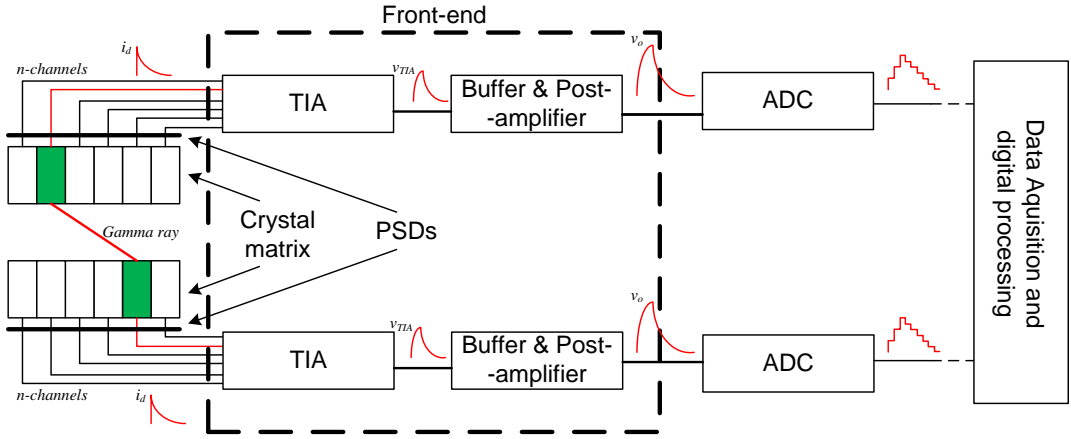 Front-end
i_d
n-channels
v_TIA
v_o
TIA
Buffer & Post-
-amplifier
ADC
Data Aquisition and
digital processing
Gamma ray
Crystal
matrix
PSDs
v_TIA
v_o
TIA
Buffer & Post-
-amplifier
ADC
n-channels
i_d